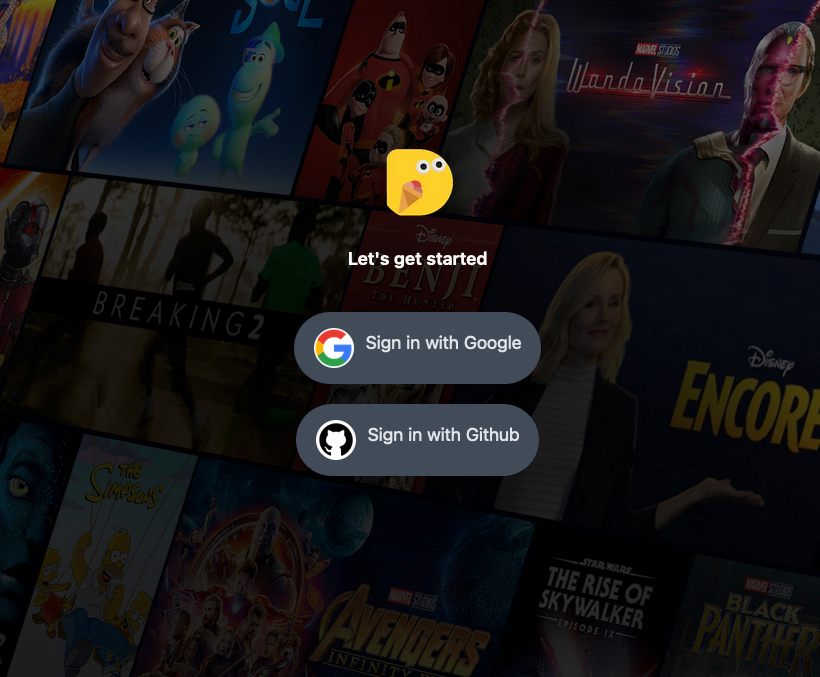 SOUL
MARVEL STUDIOS
WandaVision
Let's get started
Disney
BENJI
THE HUNTED
BREAKING2
Sign in with Google
Disney
ENCORE
Sign in with Github
THE
SIMPSONS
STAR WARS
THE RISE OF
SKYWALKER
EPISODE IX
MARVEL STUDIOS
BLACK
PANTHER
MARVEL STUDIOS
AVENGERS
INFINITY